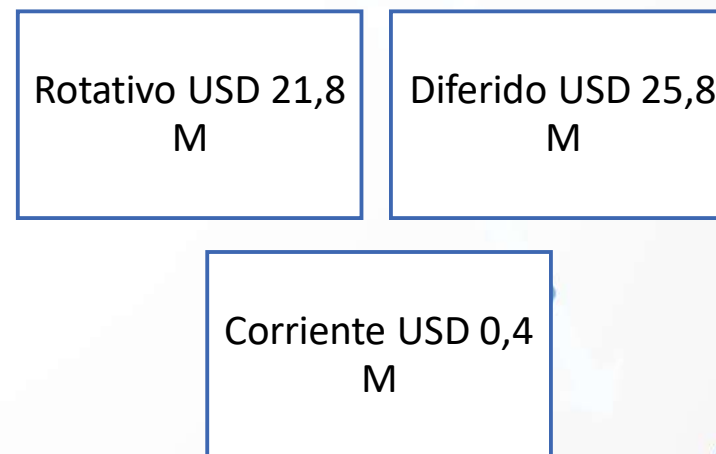 Rotativo USD 21,8
M
Diferido USD 25,8
M
Corriente USD 0,4
M